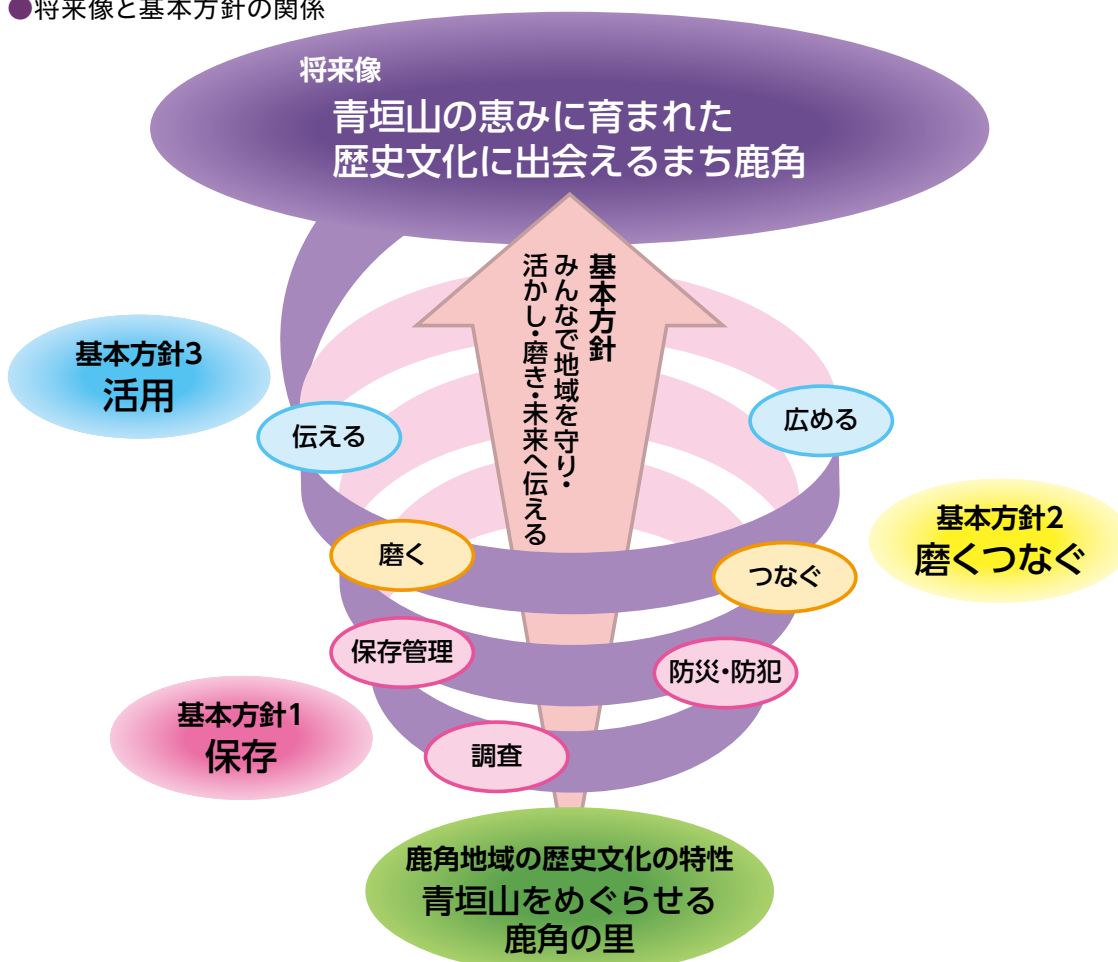 ●将来像と基本方針の関係
将来像
青垣山の恵みに育まれた
歴史文化に出会えるまち鹿角
基本方針
みんなで地域を守り・
活かし・磨き・未来へ伝える
基本方針3
活用
伝える
広める
基本方針2
磨くつなぐ
磨く
つなぐ
保存管理
防災・防犯
基本方針1
保存
調査
鹿角地域の歴史文化の特性
青垣山をめぐらせる
鹿角の里